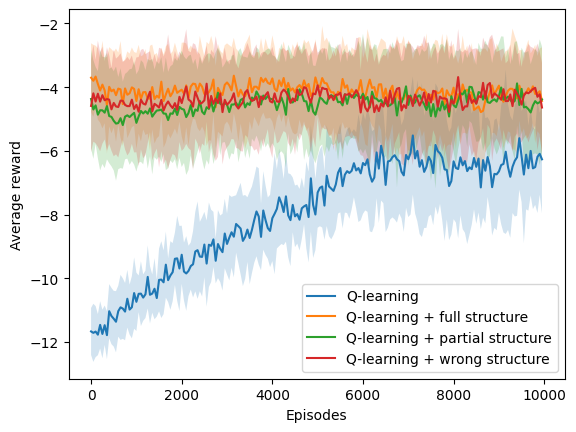 −2
−4
−6
−8
−10
−12
Average reward
0
2000
4000
6000
8000
10000
Episodes
Q-learning
Q-learning + full structure
Q-learning + partial structure
Q-learning + wrong structure